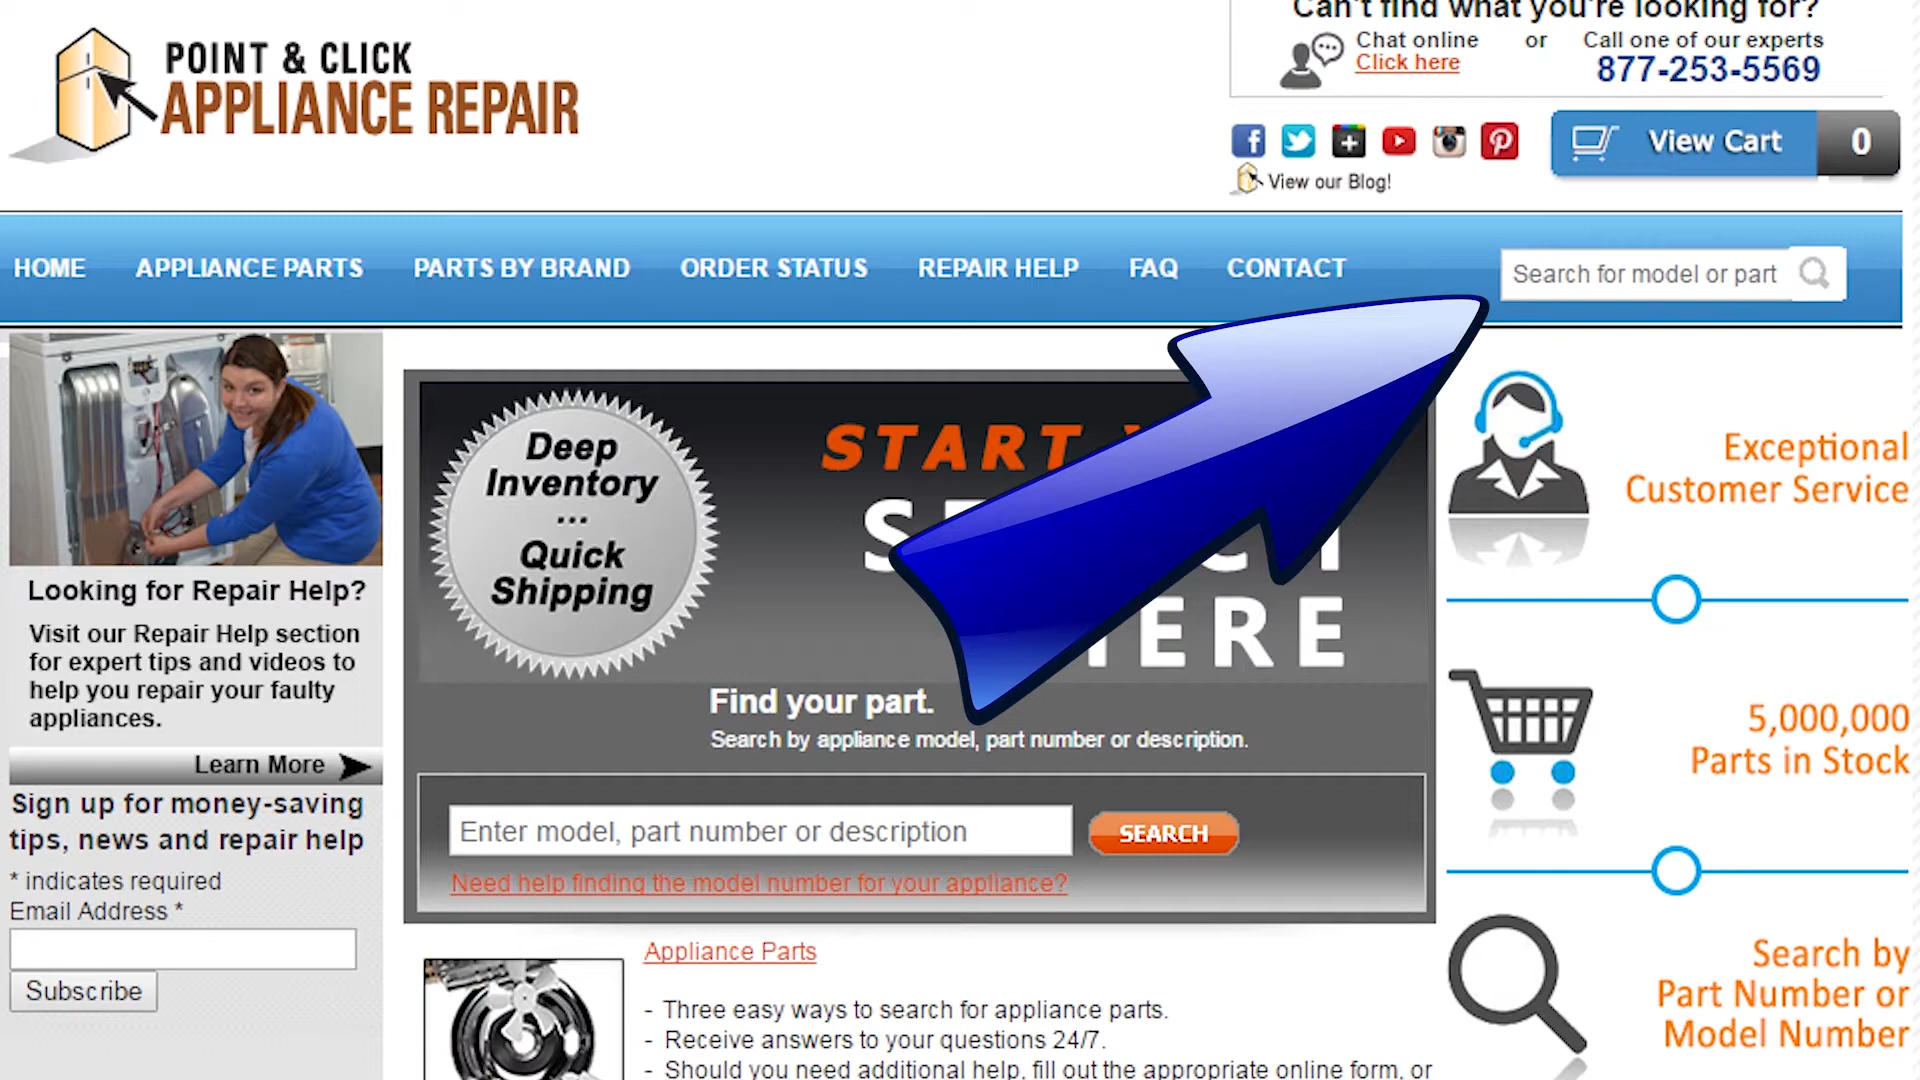 POINT & CLICK
APPLIANCE REPAIR
Can't find what you're looking for?
Chat online or Call one of our experts
Click here 877-253-5569
View Cart 0
View our Blog!
HOME APPLIANCE PARTS PARTS BY BRAND ORDER STATUS REPAIR HELP FAQ CONTACT Search for model or part
Looking for Repair Help?
Visit our Repair Help section
for expert tips and videos to
help you repair your faulty
appliances.
Learn More
Sign up for money-saving
tips, news and repair help
* indicates required
Email Address *
Subscribe
Deep
Inventory
...
Quick
Shipping
START
Find your part.
Search by appliance model, part number or description.
Enter model, part number or description SEARCH
Need help finding the model number for your appliance?
Appliance Parts
- Three easy ways to search for appliance parts.
- Receive answers to your questions 24/7.
- Should you need additional help, fill out the appropriate online form, or
Exceptional
Customer Service
5,000,000
Parts in Stock
Search by
Part Number or
Model Number